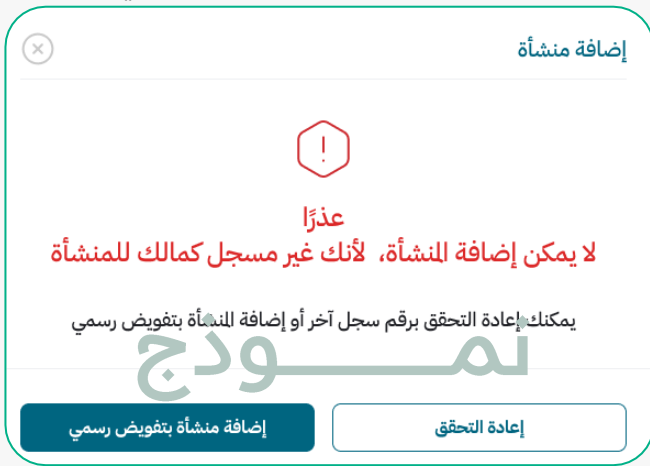 إضافة منشأة
عذرًا
لا يمكن إضافة المنشأة، لأنك غير مسجل كمالك للمنشأة
يمكنك إعادة التحقق برقم سجل آخر أو إضافة المنشأة بتفويض رسمي
نمـــــوذج
إعادة التحقق
إضافة منشأة بتفويض رسمي